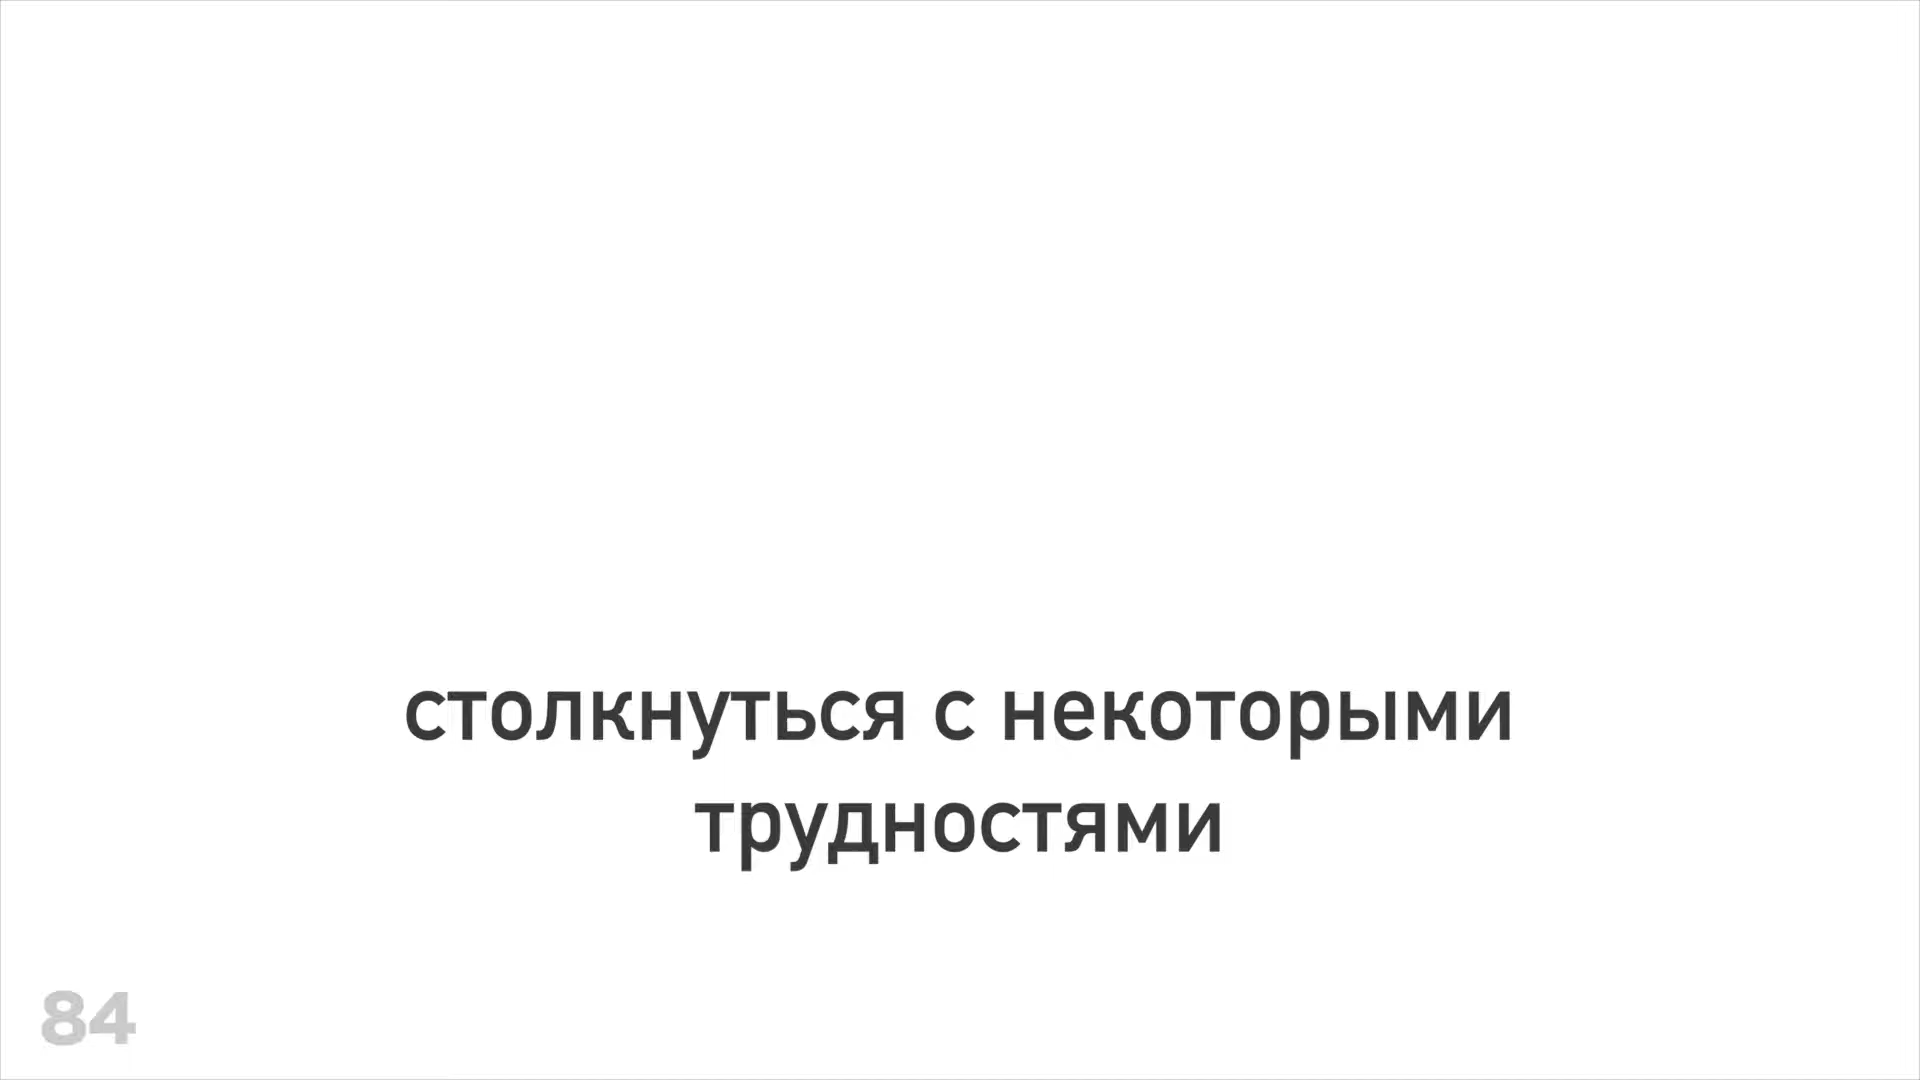 столкнуться с некоторыми
трудностями
84